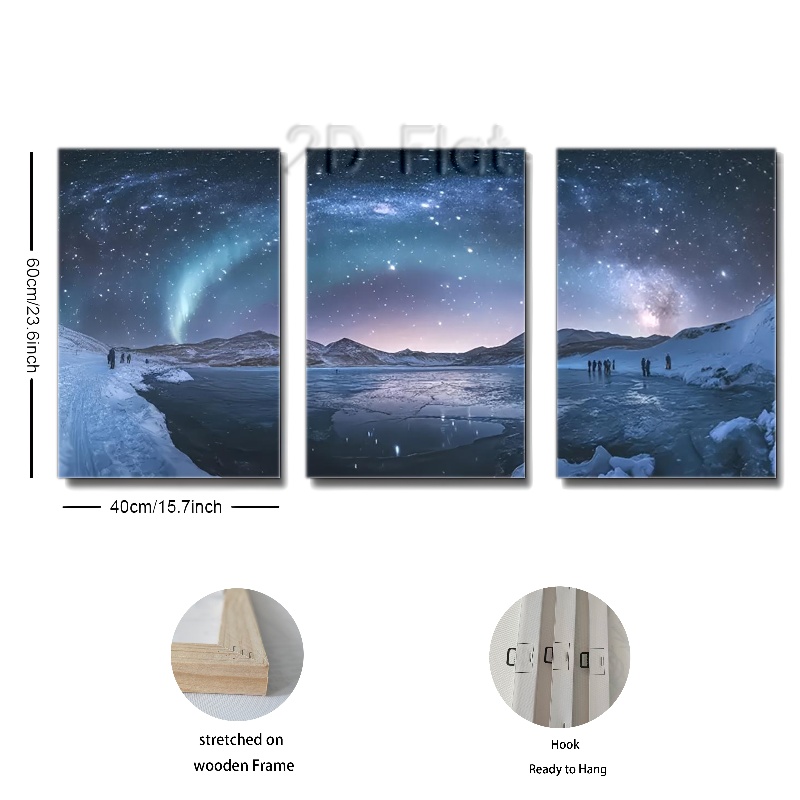 2D Flat
60cm/23.6inch
40cm/15.7inch
stretched on
wooden Frame
Hook
Ready to Hang